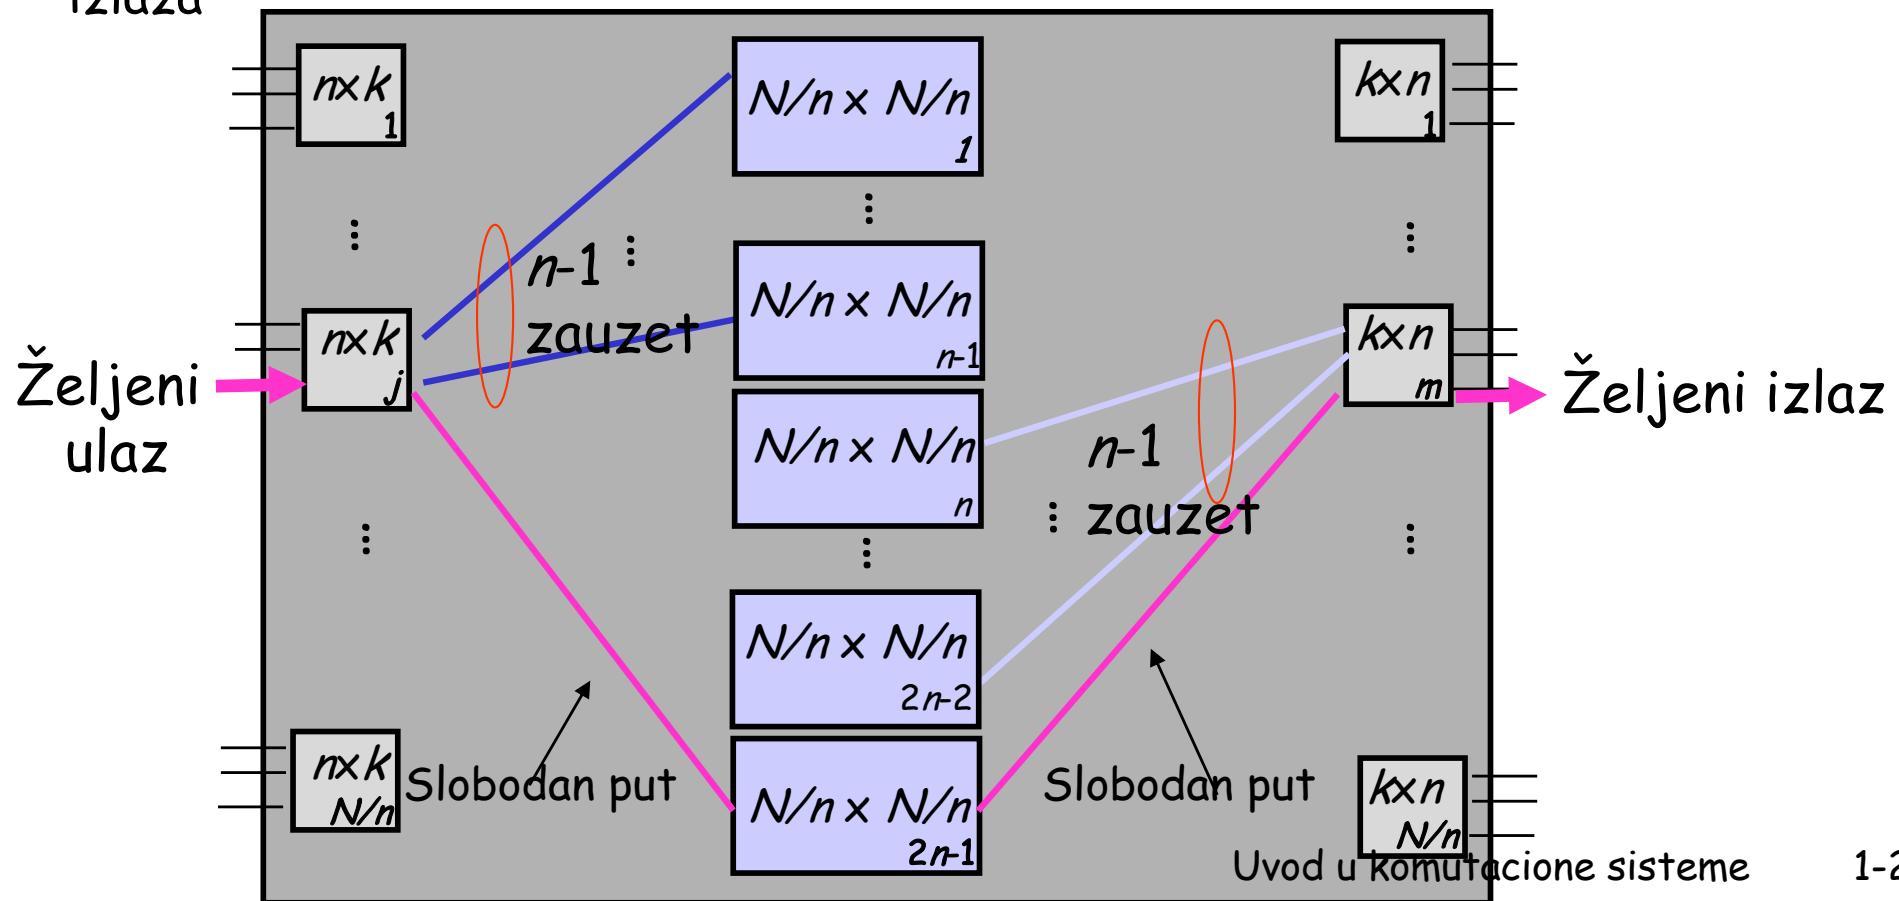 izlaza
n×k
1
N/n x N/n
1
k×n
1
n-1
zauzet
N/n x N/n
n-1
n×k
j
k×n
m
Željeni
ulaz
Željeni izlaz
N/n x N/n
n
n-1
zauzet
N/n x N/n
2n-2
n×k
N/n
Slobodan put
N/n x N/n
2n-1
Slobodan put
k×n
N/n
Uvod u komutacione sisteme 1-2